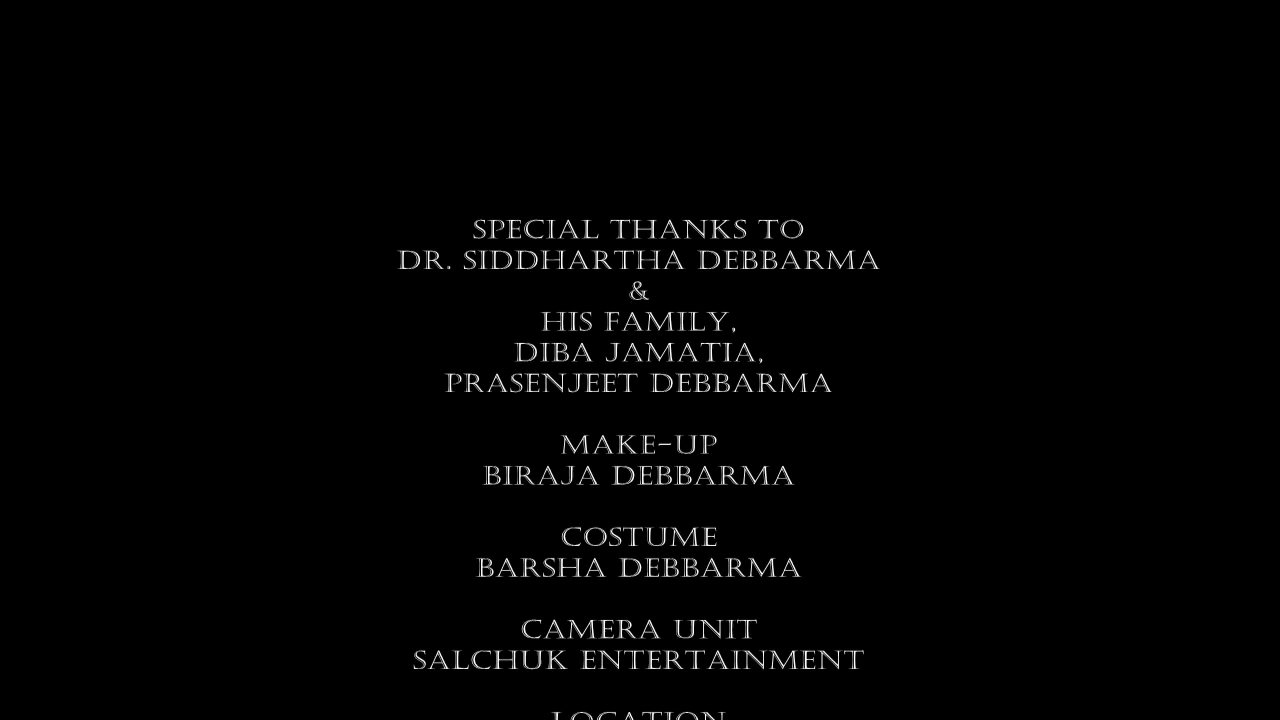 SPECIAL THANKS TO
DR. SIDDHARTHA DEBBARMA
&
HIS FAMILY,
DIBA JAMATIA,
PRASENJEET DEBBARMA
MAKE-UP
BIRAJA DEBBARMA
COSTUME
BARSHA DEBBARMA
CAMERA UNIT
SALCHUK ENTERTAINMENT
LOCATION